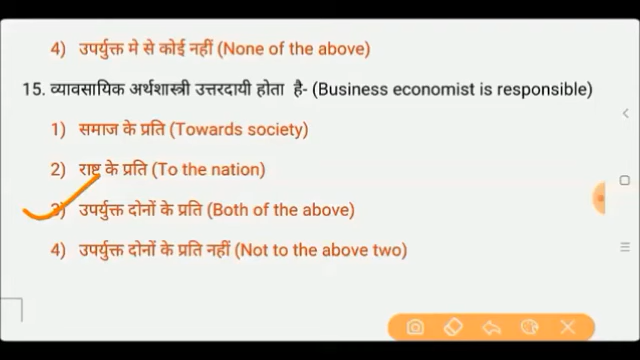 4) उपर्युक्त मे से कोई नहीं (None of the above)
15. व्यावसायिक अर्थशास्त्री उत्तरदायी होता है- (Business economist is responsible)
1) समाज के प्रति (Towards society)
2) राष्ट्र के प्रति (To the nation)
3) उपर्युक्त दोनों के प्रति (Both of the above)
4) उपर्युक्त दोनों के प्रति नहीं (Not to the above two)